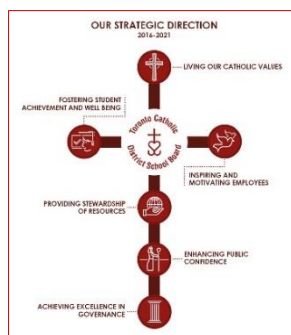 OUR STRATEGIC DIRECTION
2016-2021
LIVING OUR CATHOLIC VALUES
FOSTERING STUDENT
ACHIEVEMENT AND WELL BEING
Toronto Catholic
District School Board
INSPIRING AND
MOTIVATING EMPLOYEES
PROVIDING STEWARDSHIP
OF RESOURCES
ENHANCING PUBLIC
CONFIDENCE
ACHIEVING EXCELLENCE IN
GOVERNANCE